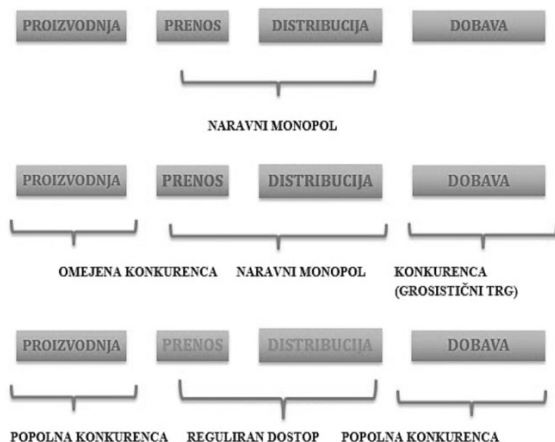 PROIZVODNJA PRENOS DISTRIBUCIJA DOBAVA
NARAVNI MONOPOL
PROIZVODNJA PRENOS DISTRIBUCIJA DOBAVA
OMEJENA KONKURENCA NARAVNI MONOPOL KONKURENCA
(GROSISTIČNI TRG)
PROIZVODNJA PRENOS DISTRIBUCIJA DOBAVA
POPOLNA KONKURENCA REGULIRAN DOSTOP POPOLNA KONKURENCA